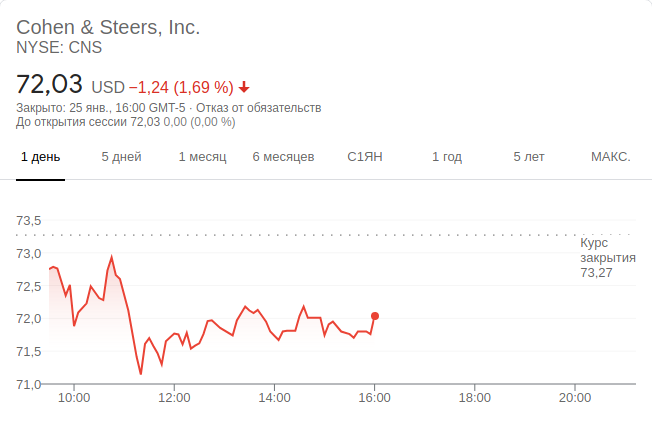 Cohen & Steers, Inc.
NYSE: CNS
72,03 USD −1,24 (1,69 %)
Закрыто: 25 янв., 16:00 GMT-5 · Отказ от обязательств
До открытия сессии 72,03 0,00 (0,00 %)
1 день 5 дней 1 месяц 6 месяцев С1ЯН 1 год 5 лет МАКС.
73,5
Курс
закрытия
73,27
73,0
72,5
72,0
71,5
71,0
10:00 12:00 14:00 16:00 18:00 20:00